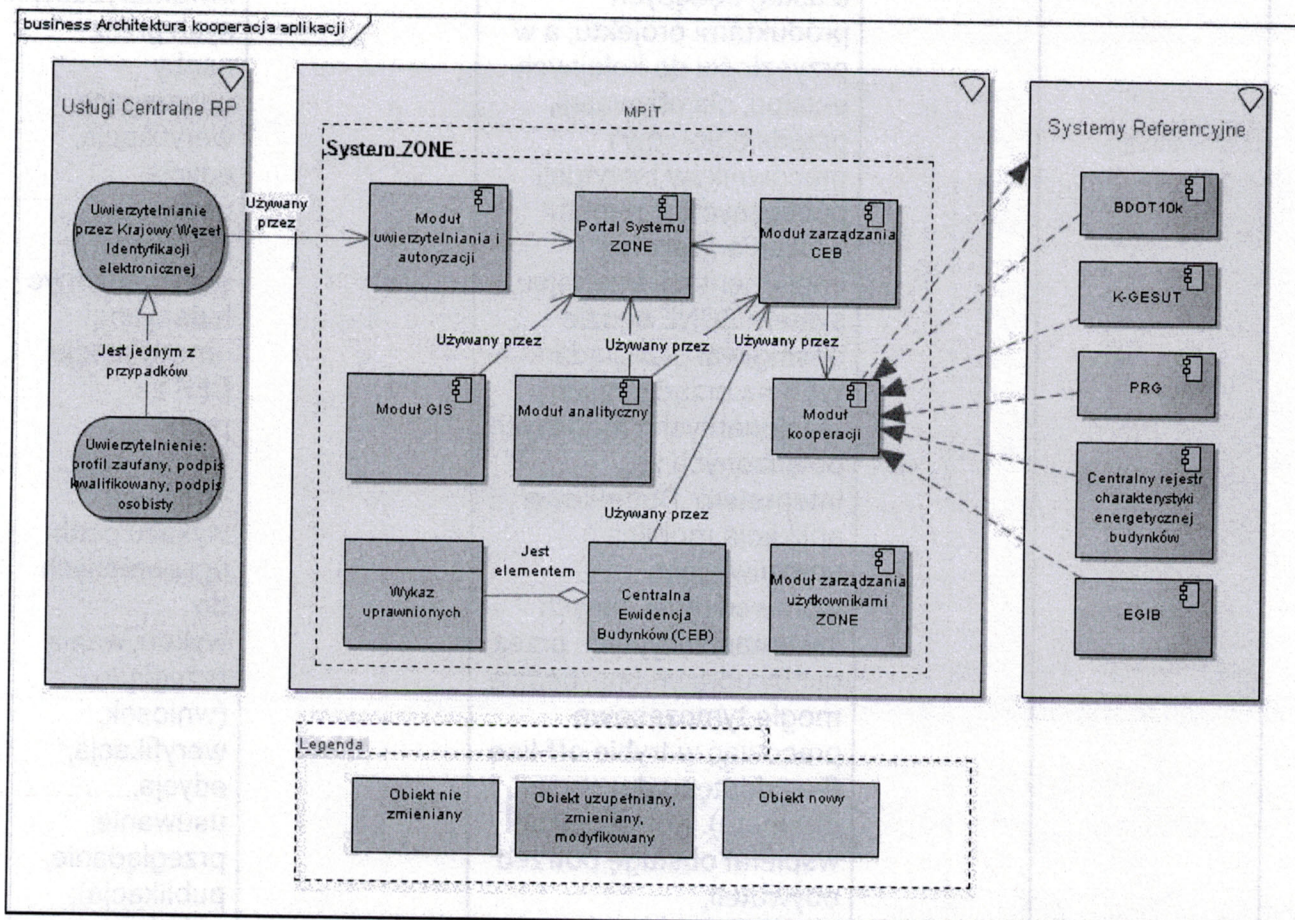 business Architektura kooperacja aplikacji
Usługi Centralne RP
Uwierzytelnianie
przez Krajowy Węzeł
Identyfikacji
elektronicznej
Jest jednym z
przypadków
Uwierzytelnienie:
profil zaufany, podpis
kwalifikowany, podpis
osobisty
Używany
przez
MPiT
System ZONE
Moduł
uwierzytelniania i
autoryzacji
Portal Systemu
ZONE
Moduł zarządzania
CEB
Używany przez
Używany przez
Używany przez
Moduł GIS
Moduł analityczny
Moduł
kooperacji
Używany przez
Wykaz
uprawnionych
Jest
elementem
Centralna
Ewidencja
Budynków (CEB)
Moduł zarządzania
użytkownikami
ZONE
Systemy Referencyjne
BDOT10k
K-GESUT
PRG
Centralny rejestr
charakterystyki
energetycznej
budynków
EGIB
Legenda
Obiekt nie
zmieniany
Obiekt uzupełniany,
zmieniany,
modyfikowany
Obiekt nowy